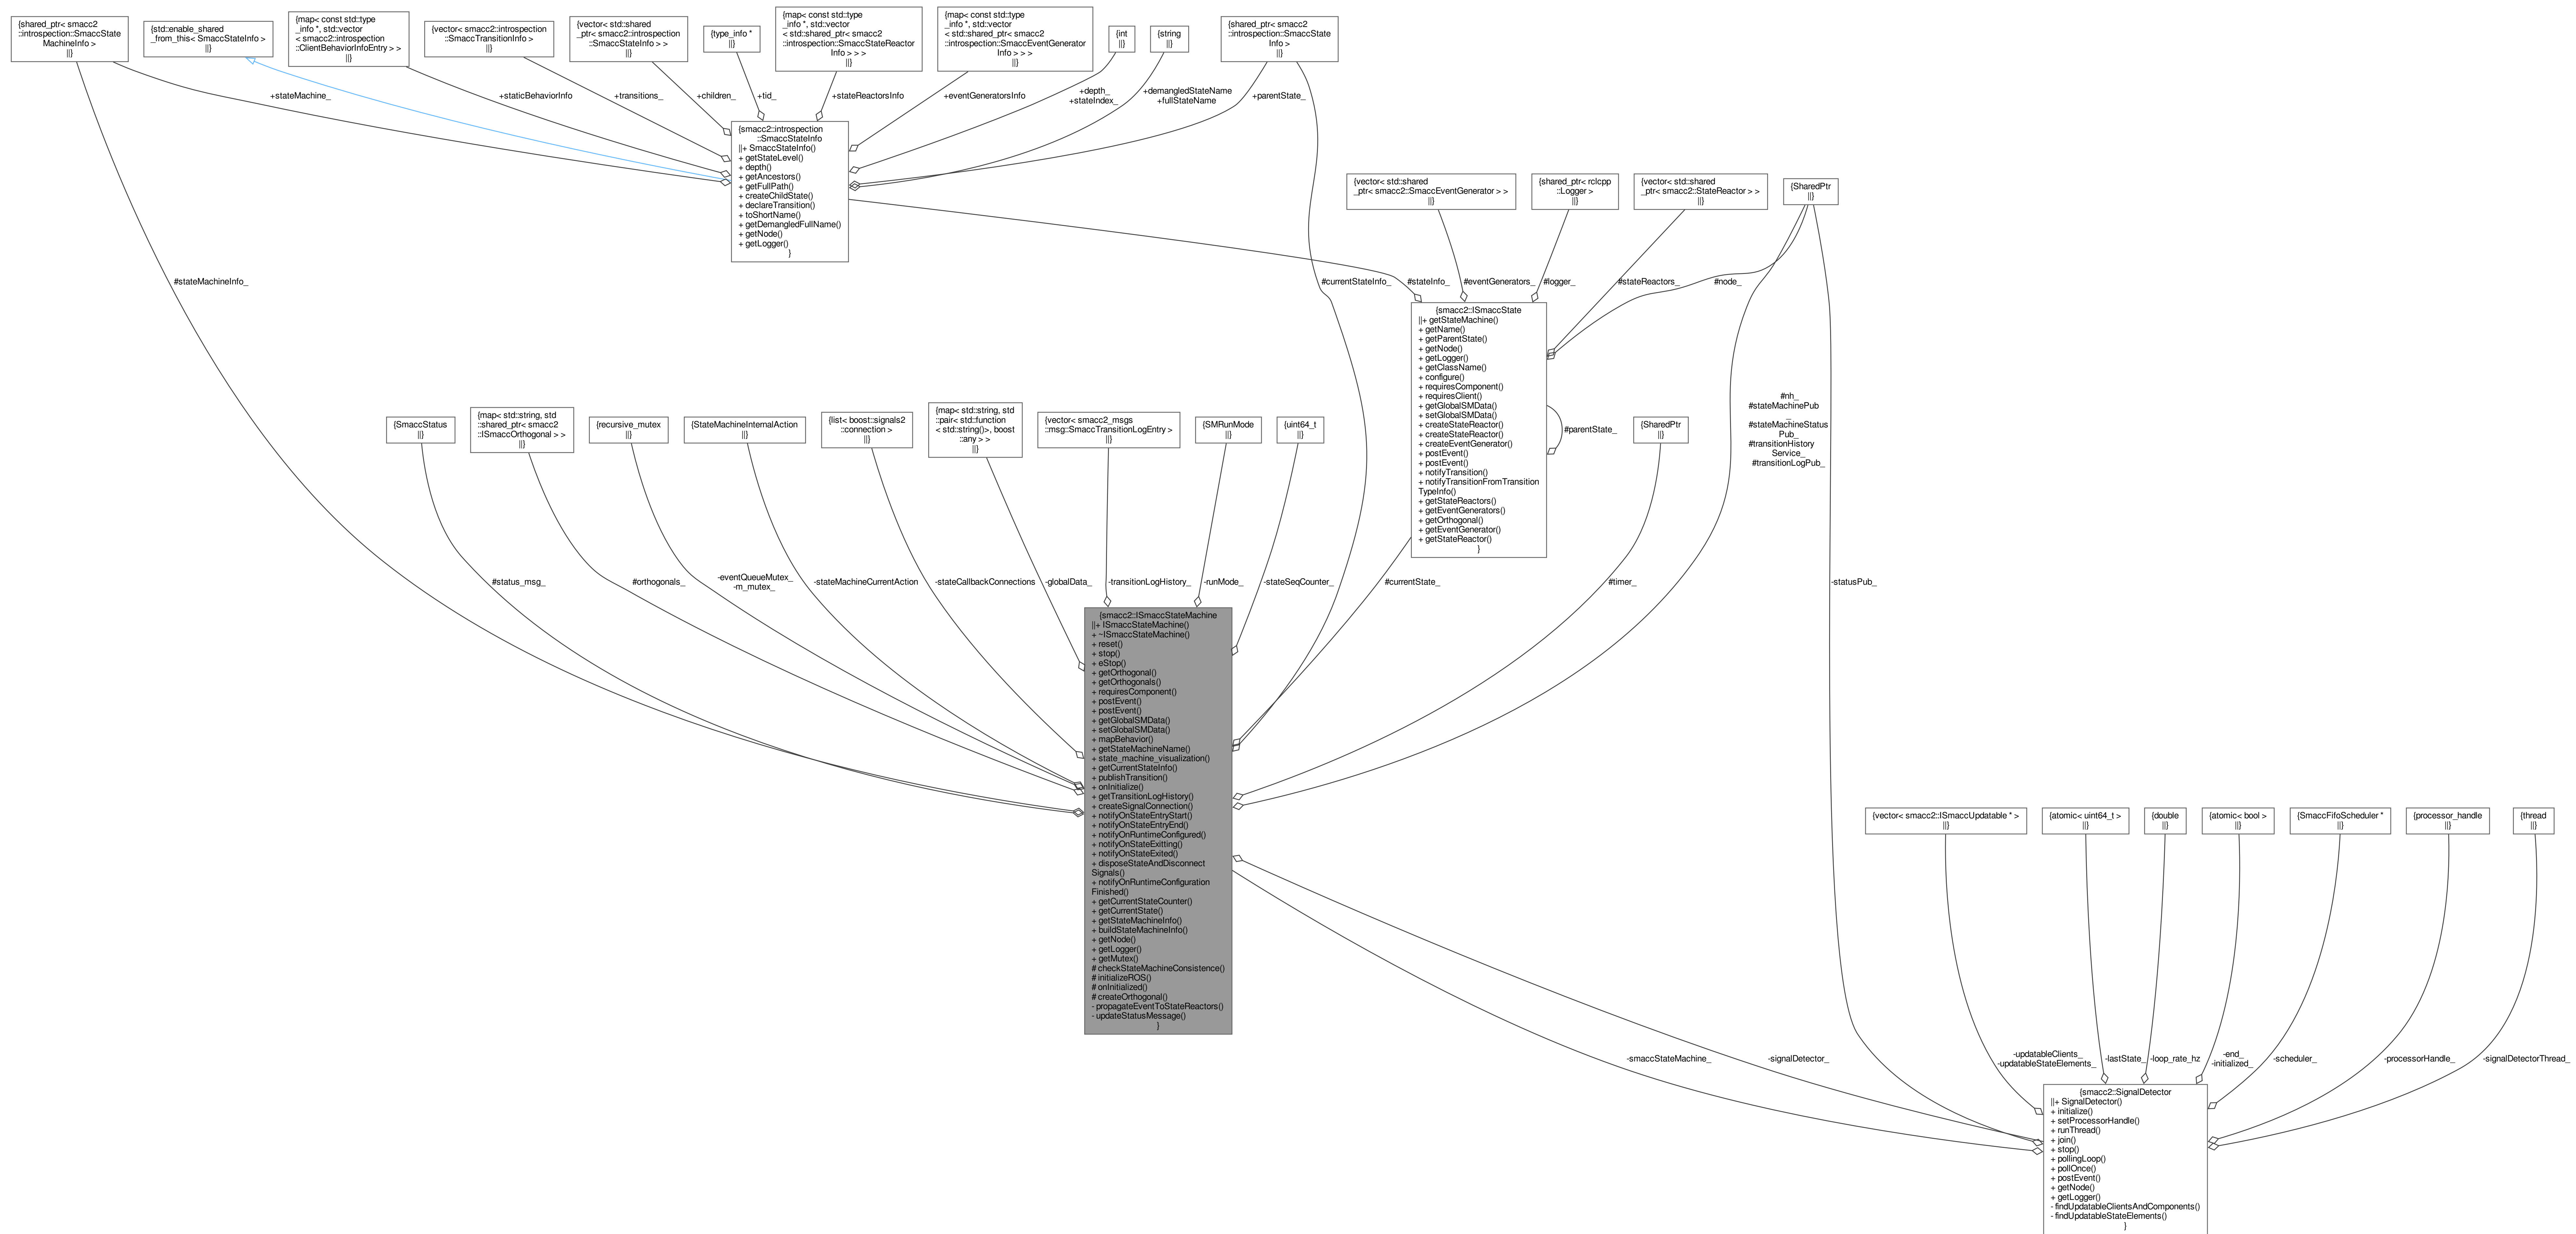 {shared_ptr< smacc2
::introspection::SmaccState
MachineInfo >
||}
{std::enable_shared
_from_this< SmaccStateInfo >
||}
{map< const std::type
_info *, std::vector
< smacc2::introspection
::ClientBehaviorInfoEntry > >
||}
{vector< smacc2::introspection
::SmaccTransitionInfo >
||}
{vector< std::shared
_ptr< smacc2::introspection
::SmaccStateInfo > >
||}
{type_info *
||}
{map< const std::type
_info *, std::vector
< std::shared_ptr< smacc2
::introspection::SmaccStateReactor
Info > > >
||}
{map< const std::type
_info *, std::vector
< std::shared_ptr< smacc2
::introspection::SmaccEventGenerator
Info > > >
||}
{int
||}
{string
||}
{shared_ptr< smacc2
::introspection::SmaccState
Info >
||}
+stateMachine_
+staticBehaviorInfo
+transitions_
+children_
+tid_
+stateReactorsInfo
+eventGeneratorsInfo
+depth_
+stateIndex_
+demangledStateName
+fullStateName
+parentState_
{smacc2::introspection
::SmaccStateInfo
||+ SmaccStateInfo()
+ getStateLevel()
+ depth()
+ getAncestors()
+ getFullPath()
+ createChildState()
+ declareTransition()
+ toShortName()
+ getDemangledFullName()
+ getNode()
+ getLogger()
}
{vector< std::shared
_ptr< smacc2::SmaccEventGenerator > >
||}
{shared_ptr< rclcpp
::Logger >
||}
{vector< std::shared
_ptr< smacc2::StateReactor > >
||}
{SharedPtr
||}
#stateMachineInfo_
#currentStateInfo_
#stateInfo_
#eventGenerators_
#logger_
#stateReactors_
#node_
{smacc2::ISmaccState
||+ getStateMachine()
+ getName()
+ getParentState()
+ getNode()
+ getLogger()
+ getClassName()
+ configure()
+ requiresComponent()
+ requiresClient()
+ getGlobalSMData()
+ setGlobalSMData()
+ createStateReactor()
+ createStateReactor()
+ createEventGenerator()
+ postEvent()
+ postEvent()
+ notifyTransition()
+ notifyTransitionFromTransition
TypeInfo()
+ getStateReactors()
+ getEventGenerators()
+ getOrthogonal()
+ getEventGenerator()
+ getStateReactor()
}
#parentState_
#nh_
#stateMachinePub
_
#stateMachineStatus
Pub_
#transitionHistory
Service_
#transitionLogPub_
{SmaccStatus
||}
{map< std::string, std
::shared_ptr< smacc2
::ISmaccOrthogonal > >
||}
{recursive_mutex
||}
{StateMachineInternalAction
||}
{list< boost::signals2
::connection >
||}
{map< std::string, std
::pair< std::function
< std::string()>, boost
::any > >
||}
{vector< smacc2_msgs
::msg::SmaccTransitionLogEntry >
||}
{SMRunMode
||}
{uint64_t
||}
{SharedPtr
||}
#status_msg_
#orthogonals_
-eventQueueMutex_
-m_mutex_
-stateMachineCurrentAction
-stateCallbackConnections
-globalData_
-transitionLogHistory_
-runMode_
-stateSeqCounter_
#currentState_
#timer_
-statusPub_
{smacc2::ISmaccStateMachine
||+ ISmaccStateMachine()
+ ~ISmaccStateMachine()
+ reset()
+ stop()
+ eStop()
+ getOrthogonal()
+ getOrthogonals()
+ requiresComponent()
+ postEvent()
+ postEvent()
+ getGlobalSMData()
+ setGlobalSMData()
+ mapBehavior()
+ getStateMachineName()
+ state_machine_visualization()
+ getCurrentStateInfo()
+ publishTransition()
+ onInitialize()
+ getTransitionLogHistory()
+ createSignalConnection()
+ notifyOnStateEntryStart()
+ notifyOnStateEntryEnd()
+ notifyOnRuntimeConfigured()
+ notifyOnStateExitting()
+ notifyOnStateExited()
+ disposeStateAndDisconnect
Signals()
+ notifyOnRuntimeConfiguration
Finished()
+ getCurrentStateCounter()
+ getCurrentState()
+ getStateMachineInfo()
+ buildStateMachineInfo()
+ getNode()
+ getLogger()
+ getMutex()
# checkStateMachineConsistence()
# initializeROS()
# onInitialized()
# createOrthogonal()
- propagateEventToStateReactors()
- updateStatusMessage()
}
{vector< smacc2::ISmaccUpdatable * >
||}
{atomic< uint64_t >
||}
{double
||}
{atomic< bool >
||}
{SmaccFifoScheduler *
||}
{processor_handle
||}
{thread
||}
-smaccStateMachine_
-signalDetector_
-updatableClients_
-updatableStateElements_
-lastState_
-loop_rate_hz
-end_
-initialized_
-scheduler_
-processorHandle_
-signalDetectorThread_
{smacc2::SignalDetector
||+ SignalDetector()
+ initialize()
+ setProcessorHandle()
+ runThread()
+ join()
+ stop()
+ pollingLoop()
+ pollOnce()
+ postEvent()
+ getNode()
+ getLogger()
- findUpdatableClientsAndComponents()
- findUpdatableStateElements()
}